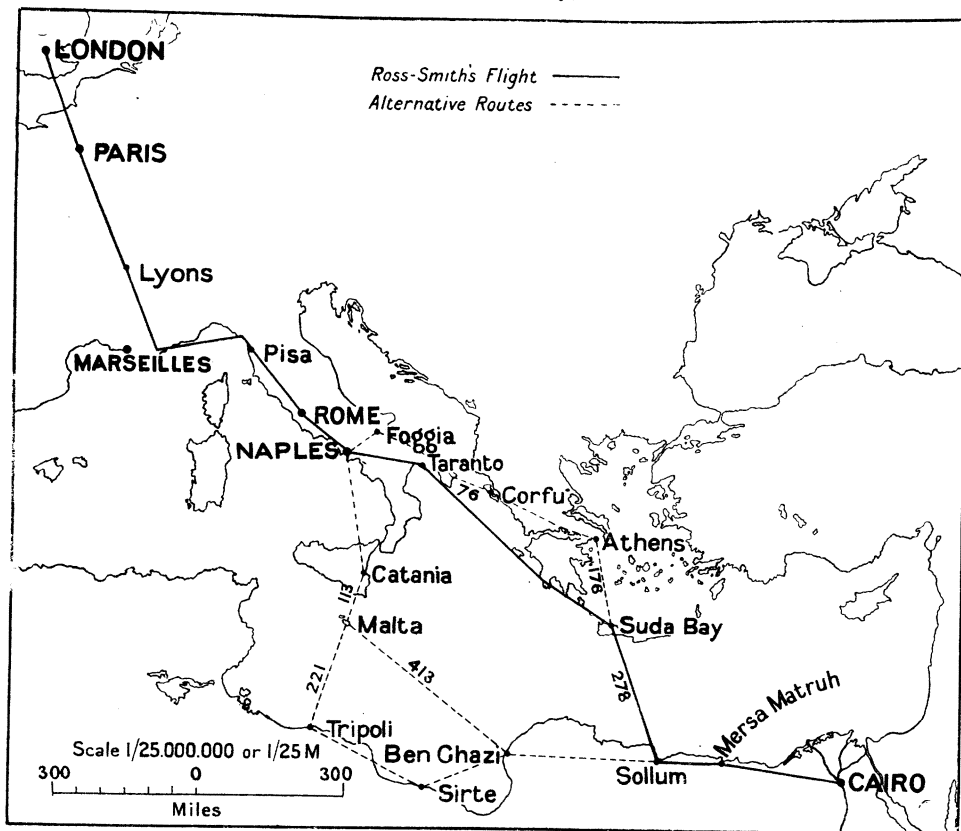 LONDON
Ross-Smith's Flight
Alternative Routes
PARIS
Lyons
MARSEILLES
Pisa
ROME
Foggia
NAPLES
66
Taranto
76
Corfu
Athens
178
Catania
113
Malta
Suda Bay
221
413
278
Mersa Matruh
Tripoli
Ben Ghazi
Sirte
Sollum
CAIRO
Scale 1/25.000.000 or 1/25 M
300 0 300
Miles